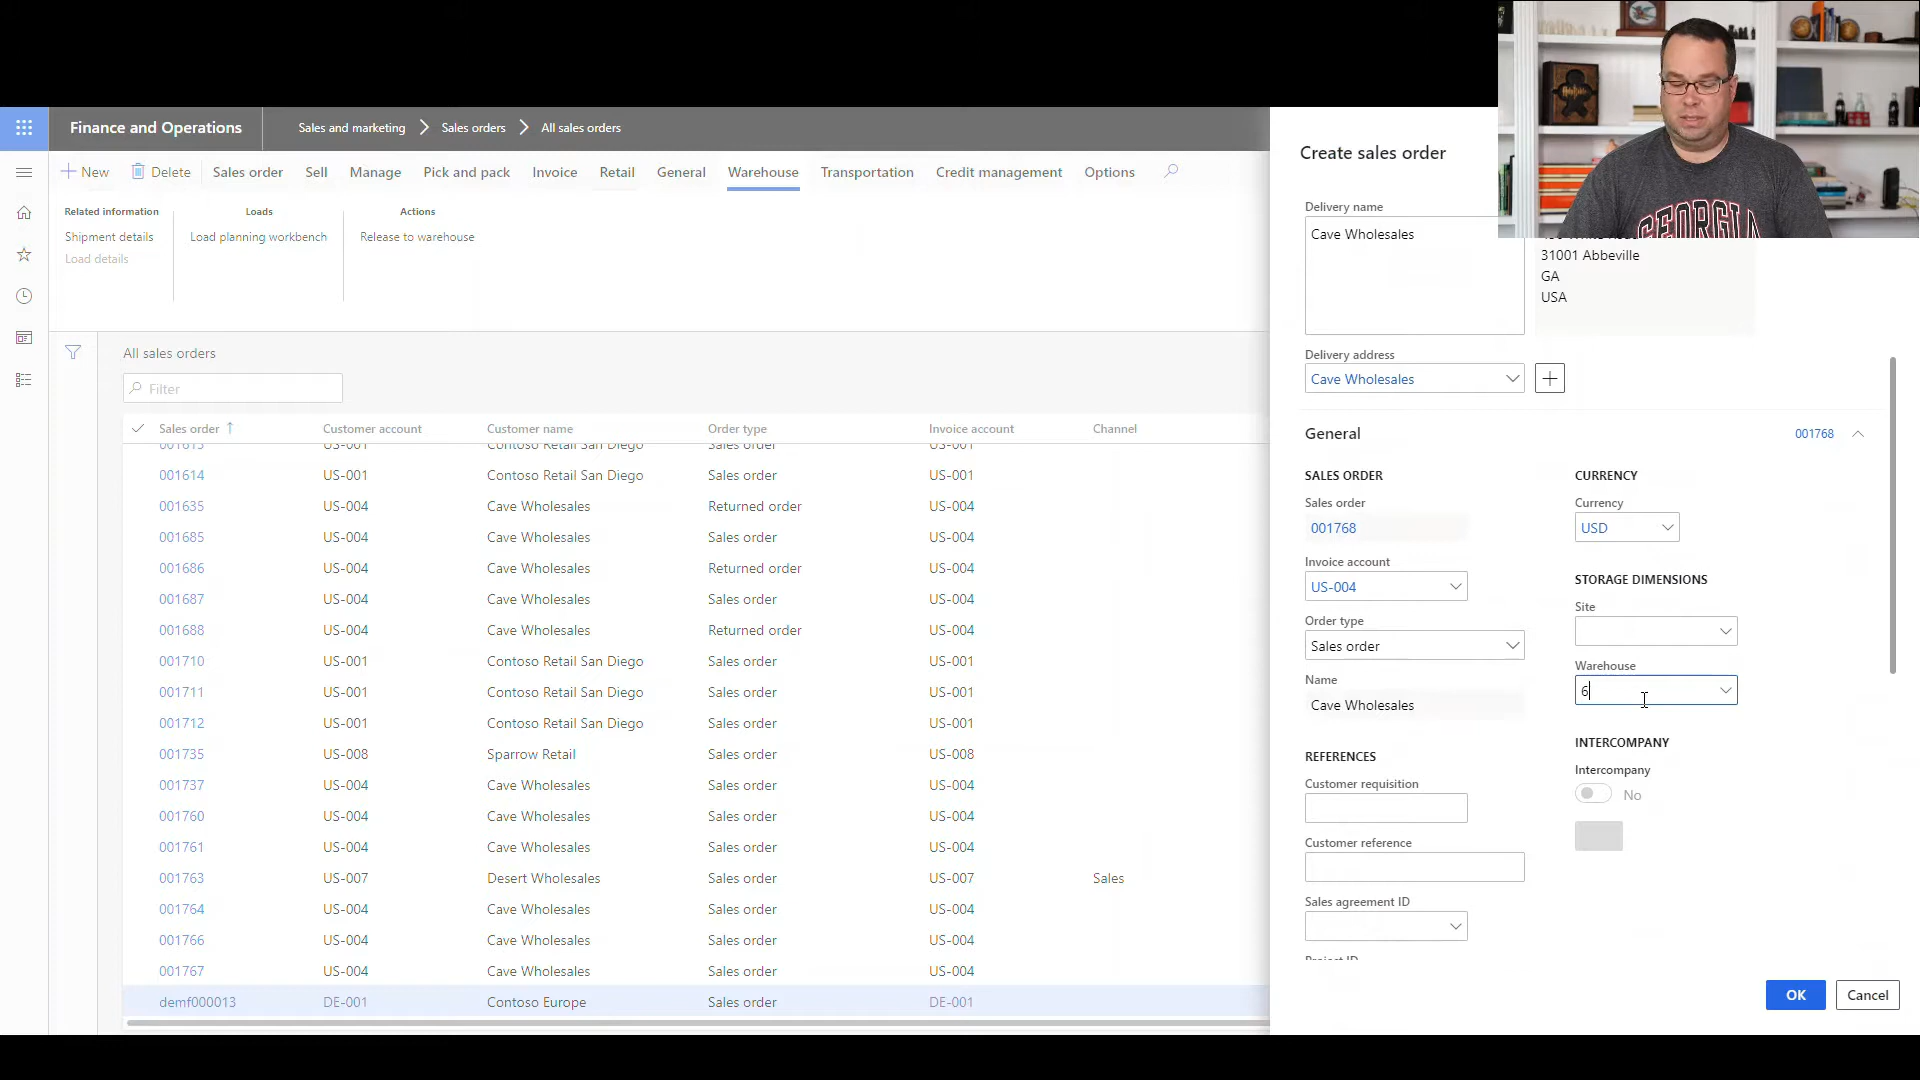 Finance and Operations
Sales and marketing
Sales orders
All sales orders
New
Delete
Sales order
Sell
Manage
Pick and pack
Invoice
Retail
General
Warehouse
Transportation
Credit management
Options
Related information
Shipment details
Load details
Loads
Load planning workbench
Actions
Release to warehouse
All sales orders
Filter
Sales order Customer account Customer name Order type Invoice account Channel
001613 US-001 Contoso Retail San Diego Sales order US-001
001614 US-001 Contoso Retail San Diego Sales order US-001
001635 US-004 Cave Wholesales Returned order US-004
001685 US-004 Cave Wholesales Sales order US-004
001686 US-004 Cave Wholesales Returned order US-004
001687 US-004 Cave Wholesales Sales order US-004
001688 US-004 Cave Wholesales Returned order US-004
001710 US-001 Contoso Retail San Diego Sales order US-001
001711 US-001 Contoso Retail San Diego Sales order US-001
001712 US-001 Contoso Retail San Diego Sales order US-001
001735 US-008 Sparrow Retail Sales order US-008
001737 US-004 Cave Wholesales Sales order US-004
001760 US-004 Cave Wholesales Sales order US-004
001761 US-004 Cave Wholesales Sales order US-004
001763 US-007 Desert Wholesales Sales order US-007 Sales
001764 US-004 Cave Wholesales Sales order US-004
001766 US-004 Cave Wholesales Sales order US-004
001767 US-004 Cave Wholesales Sales order US-004
demf000013 DE-001 Contoso Europe Sales order DE-001
Create sales order
Delivery name
Cave Wholesales
31001 Abbeville
GA
USA
Delivery address
Cave Wholesales
General
001768
SALES ORDER
Sales order
001768
Invoice account
US-004
Order type
Sales order
Name
Cave Wholesales
REFERENCES
Customer requisition
Customer reference
Sales agreement ID
Project ID
CURRENCY
Currency
USD
STORAGE DIMENSIONS
Site
Warehouse
6
INTERCOMPANY
Intercompany
No
OK
Cancel
GEORGIA